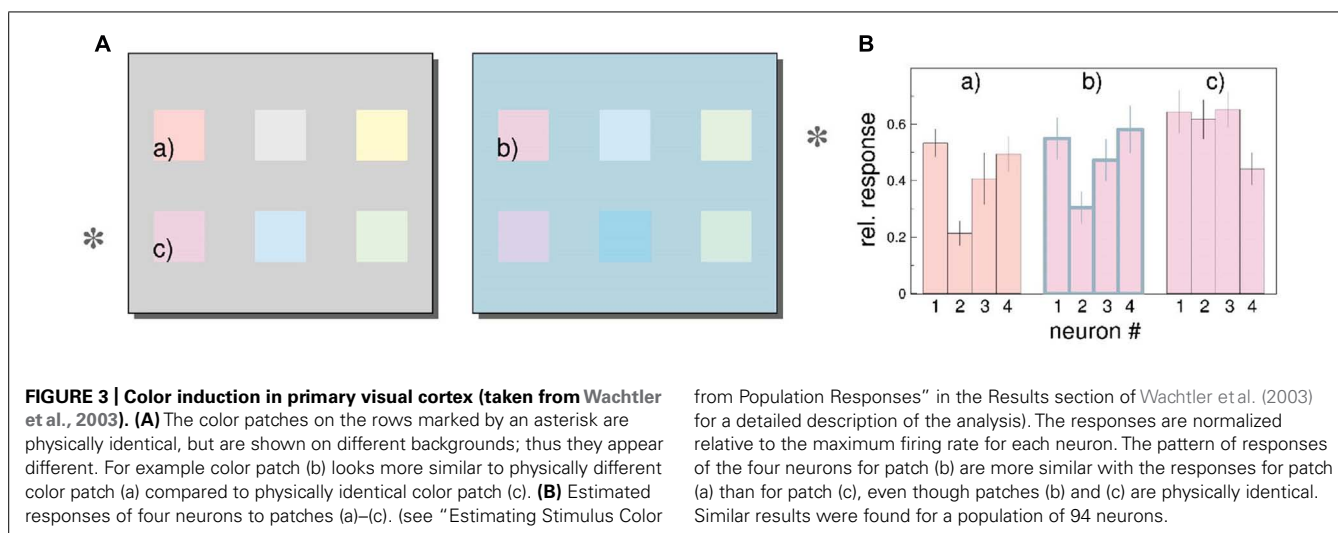 A
B
a)
b)
c)
a)
*
*
b)
c)
rel. response
0.6
0.4
0.2
0
1 2 3 4 1 2 3 4 1 2 3 4
neuron #
FIGURE 3 | Color induction in primary visual cortex (taken from Wachtler
et al., 2003). (A) The color patches on the rows marked by an asterisk are
physically identical, but are shown on different backgrounds; thus they appear
different. For example color patch (b) looks more similar to physically different
color patch (a) compared to physically identical color patch (c). (B) Estimated
responses of four neurons to patches (a)–(c). (see “Estimating Stimulus Color
from Population Responses” in the Results section of Wachtler et al. (2003)
for a detailed description of the analysis). The responses are normalized
relative to the maximum firing rate for each neuron. The pattern of responses
of the four neurons for patch (b) are more similar with the responses for patch
(a) than for patch (c), even though patches (b) and (c) are physically identical.
Similar results were found for a population of 94 neurons.